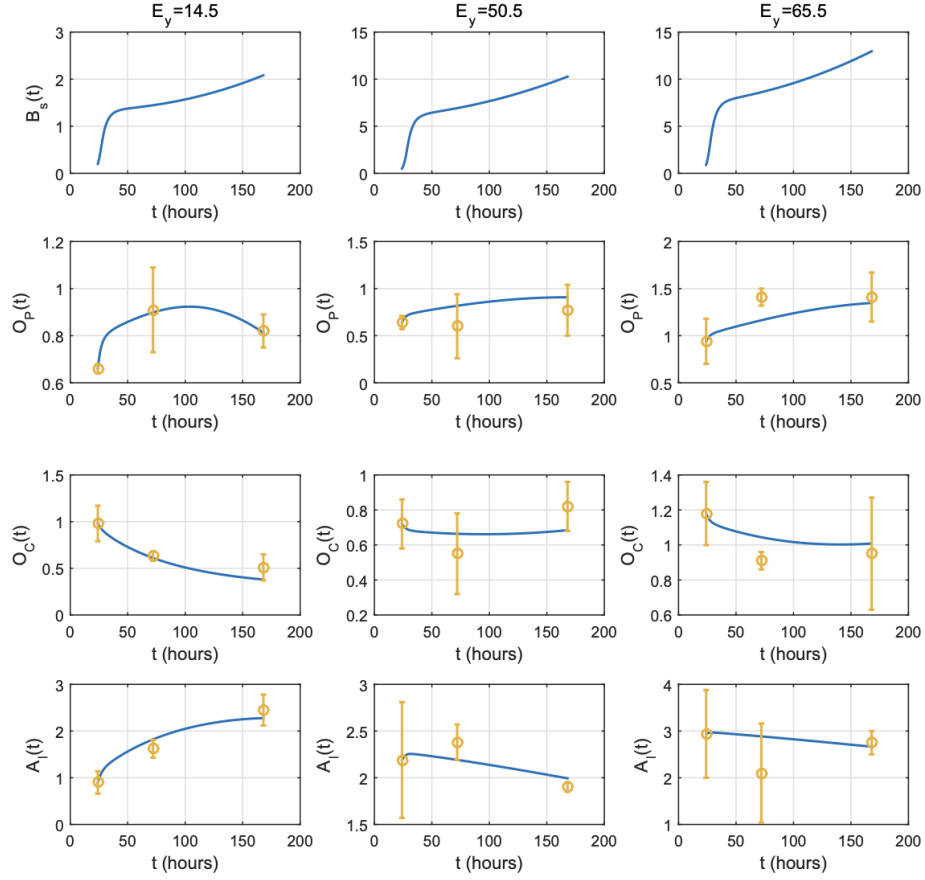 E_y=14.5 E_y=50.5 E_y=65.5
3 15 15
2 10 10
1 5 5
0 0 0
B_s(t)
0 50 100 150 200 0 50 100 150 200 0 50 100 150 200
t (hours) t (hours) t (hours)
1.2 1.5 2
1 1 1.5
0.8 0.5 1
0.6 0 0.5
O_P(t) O_P(t) O_P(t)
0 50 100 150 200 0 50 100 150 200 0 50 100 150 200
t (hours) t (hours) t (hours)
1.5 1 1.4
1 0.8 1.2
0.5 0.6 1
0 0.4 0.8
0.2 0.6
O_C(t) O_C(t) O_C(t)
0 50 100 150 200 0 50 100 150 200 0 50 100 150 200
t (hours) t (hours) t (hours)
3 3 4
2 2.5 3
1 2 2
0 1.5 1
A_I(t) A_I(t) A_I(t)
0 50 100 150 200 0 50 100 150 200 0 50 100 150 200
t (hours) t (hours) t (hours)